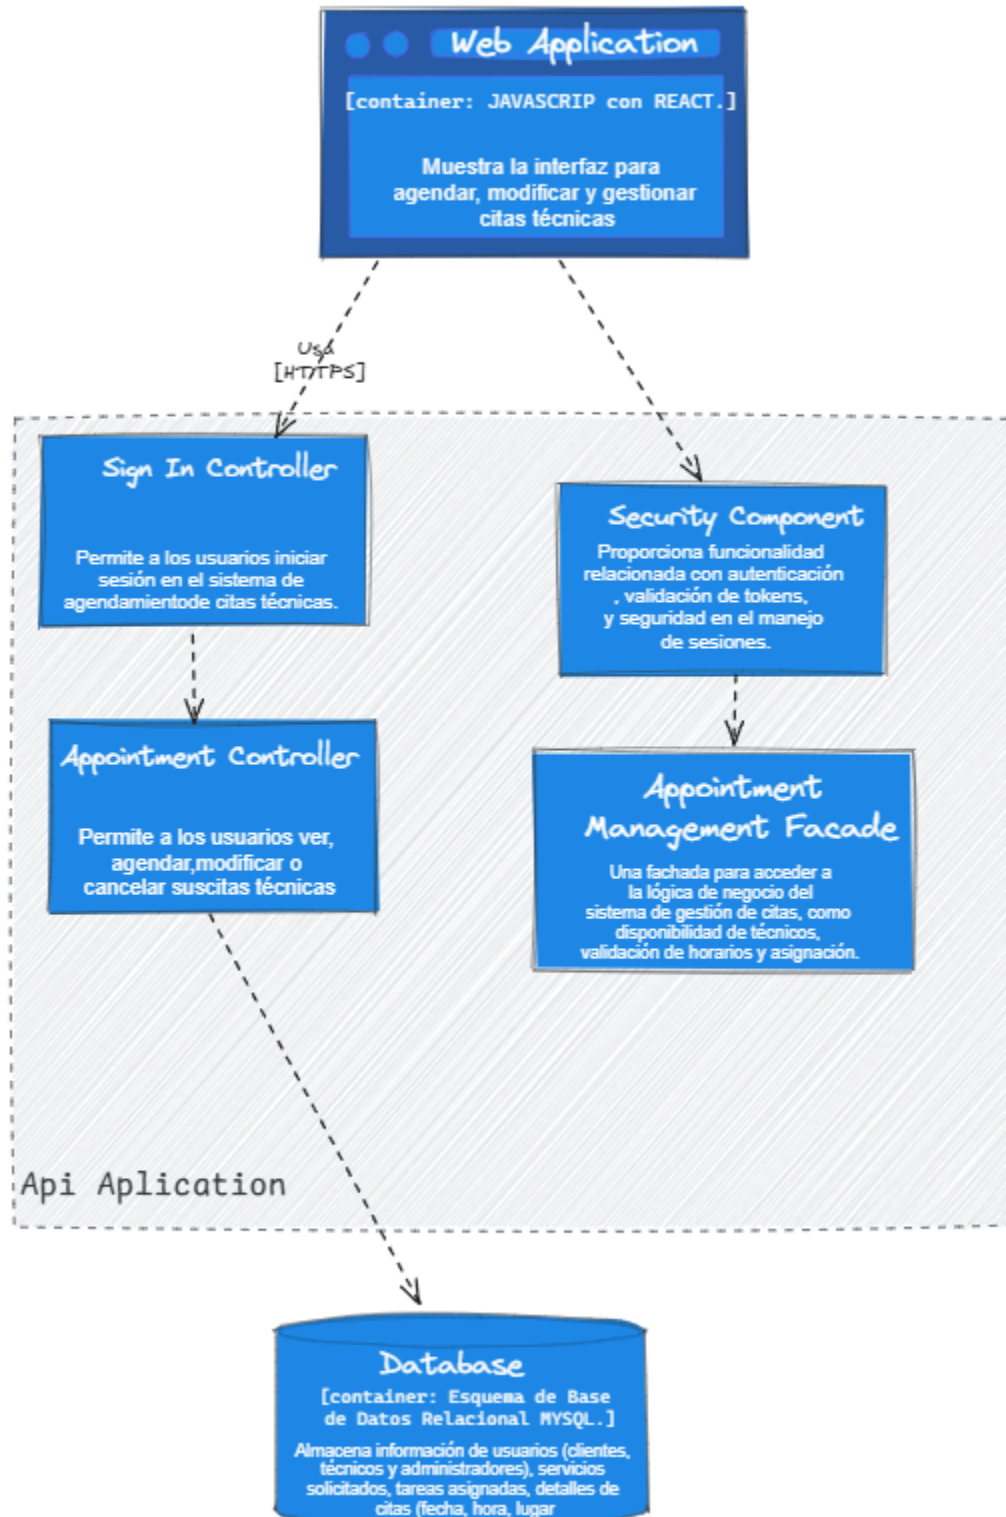 Web Application
[container: JAVASCRIP con REACT.]
Muestra la interfaz para
agendar, modificar y gestionar
citas técnicas
Usa
[HTTPS]
Sign In Controller
Permite a los usuarios iniciar
sesión en el sistema de
agendamientode citas técnicas.
Security Component
Proporciona funcionalidad
relacionada con autenticación
, validación de tokens,
y seguridad en el manejo
de sesiones.
Appointment Controller
Permite a los usuarios ver,
agendar,modificar o
cancelar suscitas técnicas
Appointment
Management Facade
Una fachada para acceder a
la lógica de negocio del
sistema de gestión de citas, como
disponibilidad de técnicos,
validación de horarios y asignación.
Api Aplication
Database
[container: Esquema de Base
de Datos Relacional MYSQL.]
Almacena información de usuarios (clientes,
técnicos y administradores), servicios
solicitados, tareas asignadas, detalles de
citas (fecha, hora, lugar